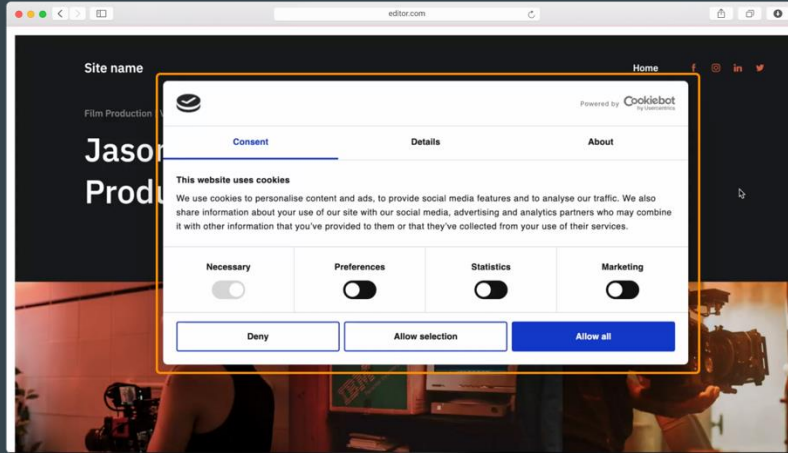 editor.com
Site name
Home
Film Production
Jason
Produ
Powered by Cookiebot
by Usercentrics
Consent
Details
About
This website uses cookies
We use cookies to personalise content and ads, to provide social media features and to analyse our traffic. We also
share information about your use of our site with our social media, advertising and analytics partners who may combine
it with other information that you've provided to them or that they've collected from your use of their services.
Necessary
Preferences
Statistics
Marketing
Deny
Allow selection
Allow all
IBM